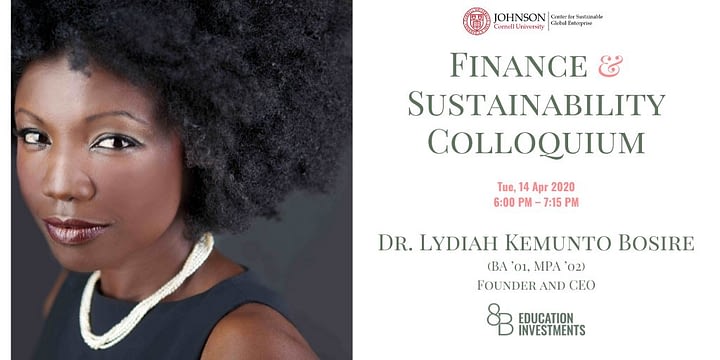 JOHNSON
Cornell University
Center for Sustainable
Global Enterprise
FINANCE &
SUSTAINABILITY
COLLOQUIUM
Tue, 14 Apr 2020
6:00 PM – 7:15 PM
DR. LYDIAH KEMUNTO BOSIRE
(BA '01, MPA '02)
FOUNDER AND CEO
8B EDUCATION
INVESTMENTS